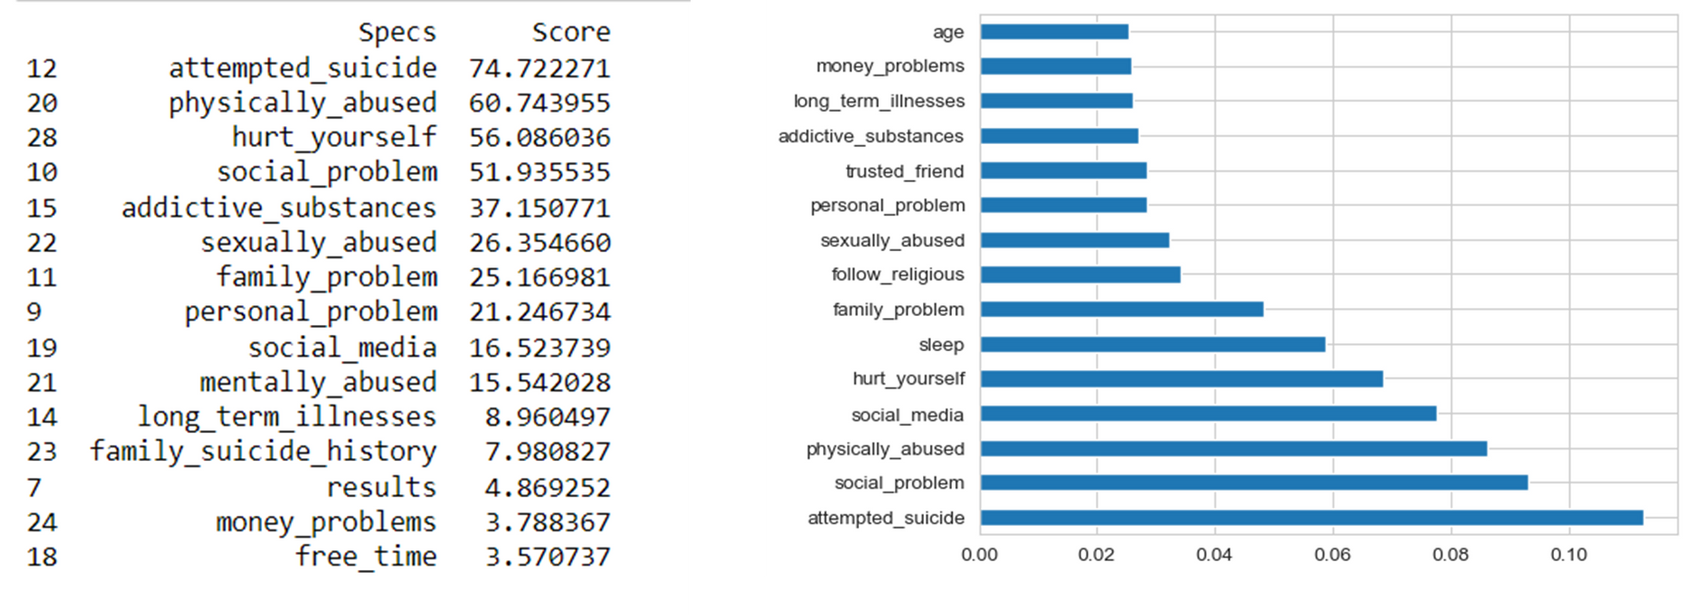 Specs Score
12 attempted_suicide 74.722271
20 physically_abused 60.743955
28 hurt_yourself 56.086036
10 social_problem 51.935535
15 addictive_substances 37.150771
22 sexually_abused 26.354660
11 family_problem 25.166981
9 personal_problem 21.246734
19 social_media 16.523739
21 mentally_abused 15.542028
14 long_term_illnesses 8.960497
23 family_suicide_history 7.980827
7 results 4.869252
24 money_problems 3.788367
18 free_time 3.570737
age
money_problems
long_term_illnesses
addictive_substances
trusted_friend
personal_problem
sexually_abused
follow_religious
family_problem
sleep
hurt_yourself
social_media
physically_abused
social_problem
attempted_suicide
0.00 0.02 0.04 0.06 0.08 0.10